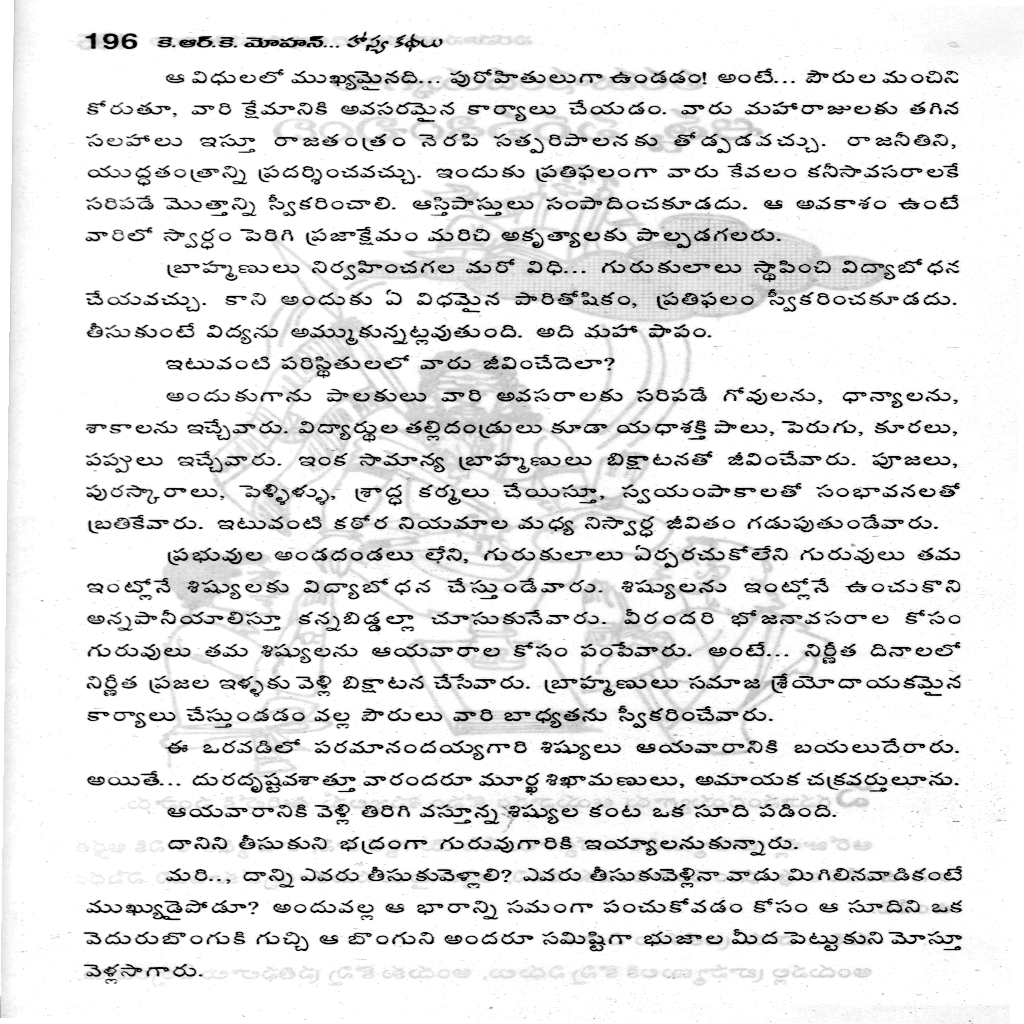 196 కె.ఆర్.కె. మోహన్... హాస్య కథలు
ఆ విధులలో ముఖ్యమైనది... పురోహితులుగా ఉండడం! అంటే... పౌరుల మంచిని
కోరుతూ, వారి క్షేమానికి అవసరమైన కార్యాలు చేయడం. వారు మహారాజులకు తగిన
సలహాలు ఇస్తూ రాజతంత్రం నెరపి సత్పరిపాలనకు తోడ్పడవచ్చు. రాజనీతిని,
యుద్ధతంత్రాన్ని ప్రదర్శించవచ్చు. ఇందుకు ప్రతిఫలంగా వారు కేవలం కనీసావసరాలకే
సరిపడే మొత్తాన్ని స్వీకరించాలి. ఆస్తిపాస్తులు సంపాదించకూడదు. ఆ అవకాశం ఉంటే
వారిలో స్వార్ధం పెరిగి ప్రజాక్షేమం మరిచి అకృత్యాలకు పాల్పడగలరు.
బ్రాహ్మణులు నిర్వహించగల మరో విధి... గురుకులాలు స్థాపించి విద్యాబోధన
చేయవచ్చు. కాని అందుకు ఏ విధమైన పారితోషికం, ప్రతిఫలం స్వీకరించకూడదు.
తీసుకుంటే విద్యను అమ్ముకున్నట్లవుతుంది. అది మహా పాపం.
ఇటువంటి పరిస్థితులలో వారు జీవించేదెలా?
అందుకుగాను పాలకులు వారి అవసరాలకు సరిపడే గోవులను, ధాన్యాలను,
శాకాలను ఇచ్చేవారు. విద్యార్థుల తల్లిదండ్రులు కూడా యధాశక్తి పాలు, పెరుగు, కూరలు,
పప్పులు ఇచ్చేవారు. ఇంక సామాన్య బ్రాహ్మణులు బిక్షాటనతో జీవించేవారు. పూజలు,
పురస్కారాలు, పెళ్ళిళ్ళు, శ్రాద్ధ కర్మలు చేయిస్తూ, స్వయంపాకాలతో సంభావనలతో
బ్రతికేవారు. ఇటువంటి కఠోర నియమాల మధ్య నిస్వార్ధ జీవితం గడుపుతుండేవారు.
ప్రభువుల అండదండలు లేని, గురుకులాలు ఏర్పరచుకోలేని గురువులు తమ
ఇంట్లోనే శిష్యులకు విద్యాబోధన చేస్తుండేవారు. శిష్యులను ఇంట్లోనే ఉంచుకొని
అన్నపానీయాలిస్తూ కన్నబిడ్డల్లా చూసుకునేవారు. వీరందరి భోజనావసరాల కోసం
గురువులు తమ శిష్యులను ఆయవారాల కోసం పంపేవారు. అంటే... నిర్ణీత దినాలలో
నిర్ణీత ప్రజల ఇళ్ళకు వెళ్లి బిక్షాటన చేసేవారు. బ్రాహ్మణులు సమాజ శ్రేయోదాయకమైన
కార్యాలు చేస్తుండడం వల్ల పౌరులు వారి బాధ్యతను స్వీకరించేవారు.
ఈ ఒరవడిలో పరమానందయ్యగారి శిష్యులు ఆయవారానికి బయలుదేరారు.
అయితే... దురదృష్టవశాత్తూ వారందరూ మూర్ఖ శిఖామణులు, అమాయక చక్రవర్తులూను.
ఆయవారానికి వెళ్లి తిరిగి వస్తూన్న శిష్యుల కంట ఒక సూది పడింది.
దానిని తీసుకుని భద్రంగా గురువుగారికి ఇయ్యాలనుకున్నారు.
మరి.., దాన్ని ఎవరు తీసుకువెళ్లాలి? ఎవరు తీసుకువెళ్లినా వాడు మిగిలినవాడికంటే
ముఖ్యుడైపోడూ? అందువల్ల ఆ భారాన్ని సమంగా పంచుకోవడం కోసం ఆ సూదిని ఒక
వెదురుబొంగుకి గుచ్చి ఆ బొంగుని అందరూ సమిష్టిగా భుజాల మీద పెట్టుకుని మోస్తూ
వెళ్లసాగారు.